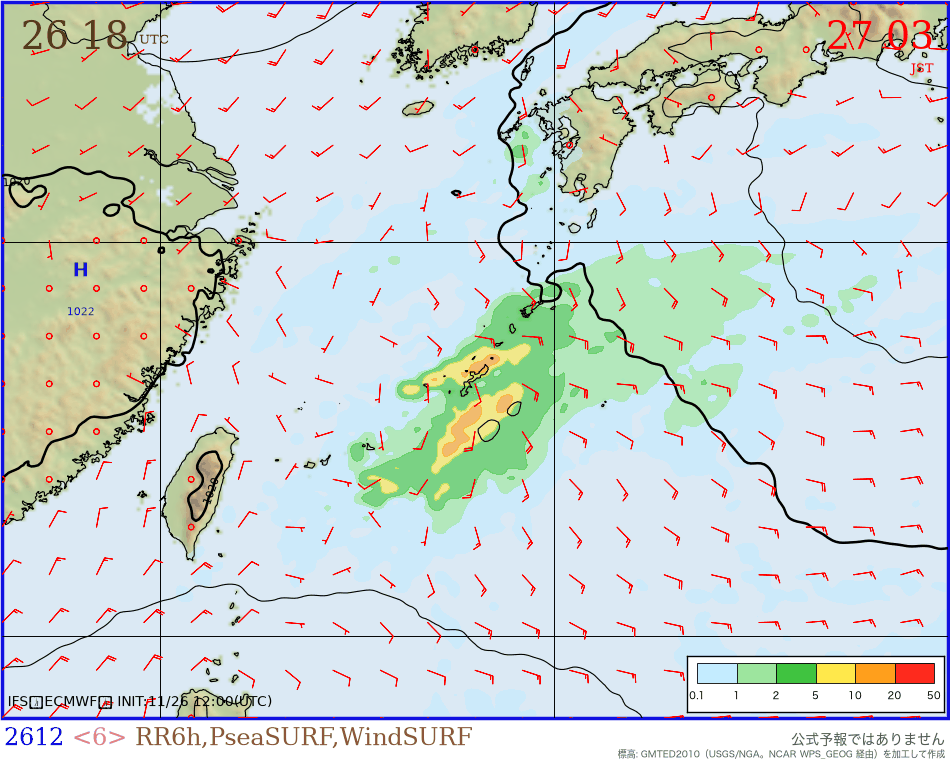 26 18 UTC
27 03 JST
1020
H
1022
1020
0.1 1 2 5 10 20 50
IFS(ECMWF) INIT:11/26 12:00(UTC)
2612 <6> RR6h,PseaSURF,WindSURF
公式予報ではありません
標高: GMTED2010（USGS/NGA。NCAR WPS_GEOG 経由）を加工して作成